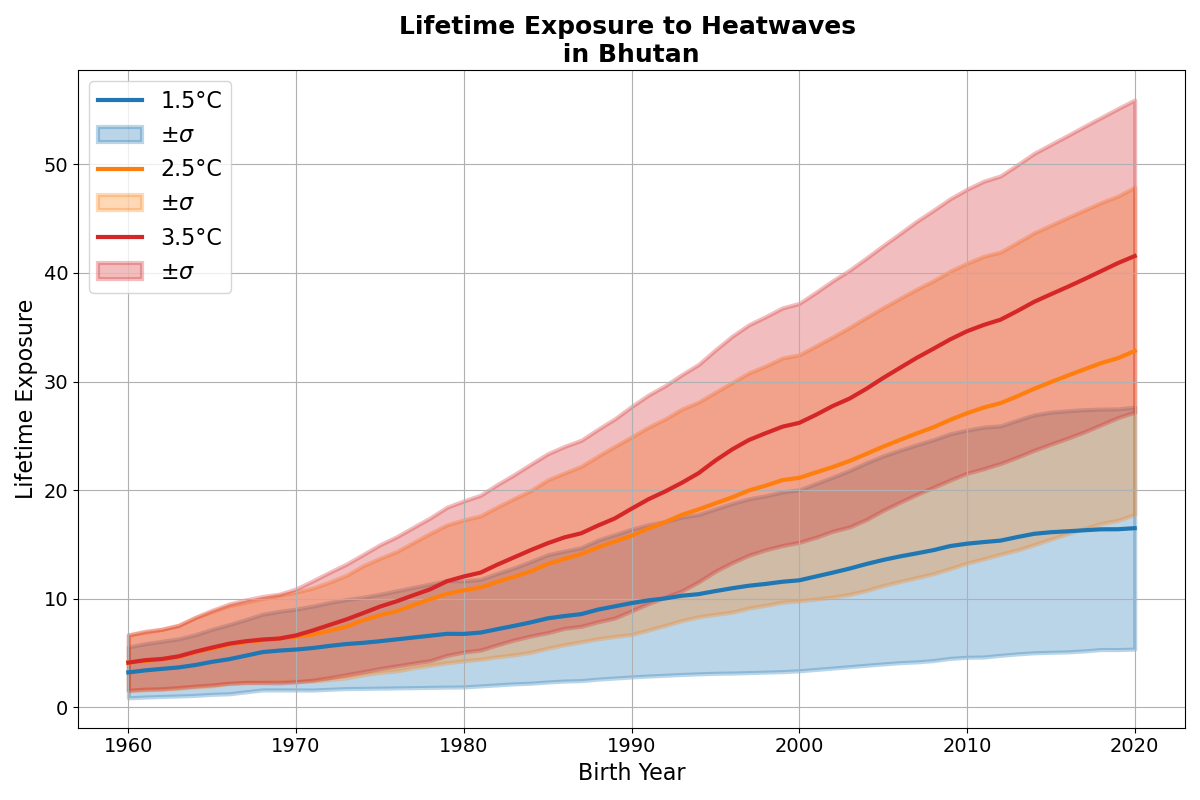 Lifetime Exposure to Heatwaves
in Bhutan
1.5°C
±σ
2.5°C
±σ
3.5°C
±σ
Lifetime Exposure
50
40
30
20
10
0
1960 1970 1980 1990 2000 2010 2020
Birth Year